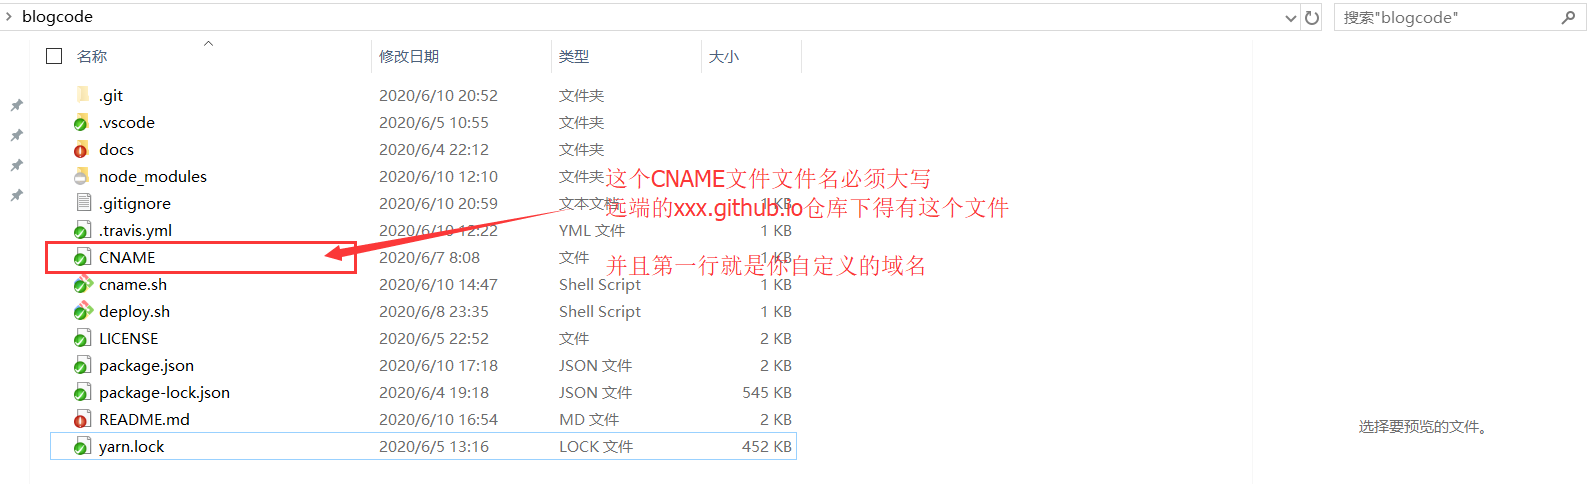 blogcode
搜索"blogcode"
名称 修改日期 类型 大小
.git 2020/6/10 20:52 文件夹
.vscode 2020/6/5 10:55 文件夹
docs 2020/6/4 22:12 文件夹
node_modules 2020/6/10 12:10 文件夹
这个CNAME文件文件名必须大写
.gitignore 2020/6/10 20:59 文本文档 1 KB
远端的xxx.github.io仓库下得有这个文件
.travis.yml 2020/6/10 12:22 YML 文件 1 KB
CNAME 2020/6/7 8:08 文件 1 KB
并且第一行就是你自定义的域名
cname.sh 2020/6/10 14:47 Shell Script 1 KB
deploy.sh 2020/6/8 23:35 Shell Script 1 KB
LICENSE 2020/6/5 22:52 文件 2 KB
package.json 2020/6/10 17:18 JSON 文件 2 KB
package-lock.json 2020/6/4 19:18 JSON 文件 545 KB
README.md 2020/6/10 16:54 MD 文件 2 KB
yarn.lock 2020/6/5 13:16 LOCK 文件 452 KB
选择要预览的文件。